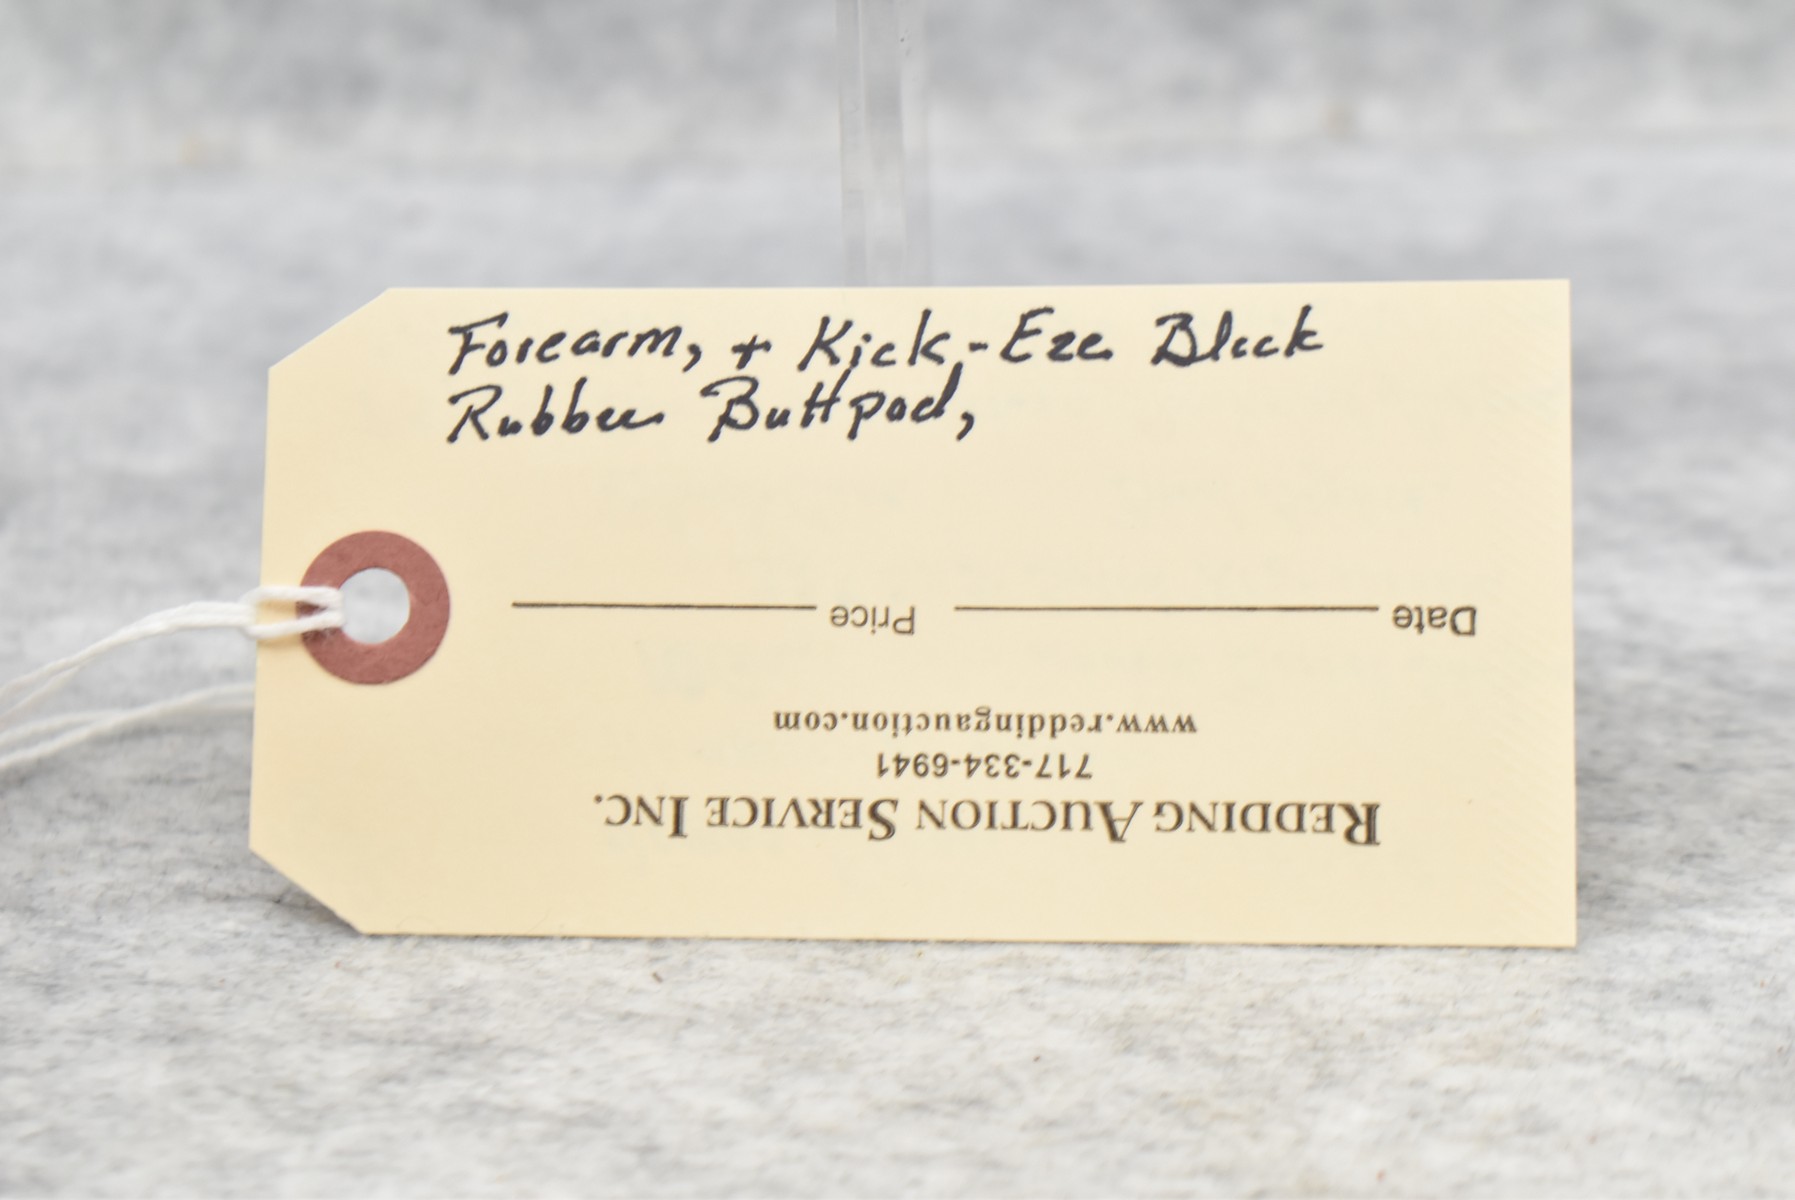 Forearm, + Kick-Eze Black
Rubber Buttpad,
Redding Auction Service Inc.
717-334-6941
www.reddingauction.com
Date Price